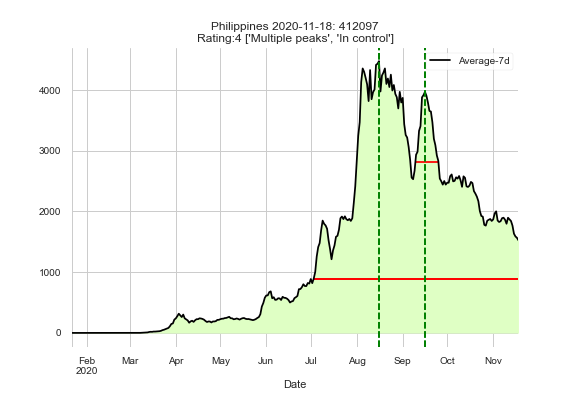 Philippines 2020-11-18: 412097
Rating:4 ['Multiple peaks', 'In control']
Average-7d
4000
3000
2000
1000
0
Feb Mar Apr May Jun Jul Aug Sep Oct Nov
2020
Date